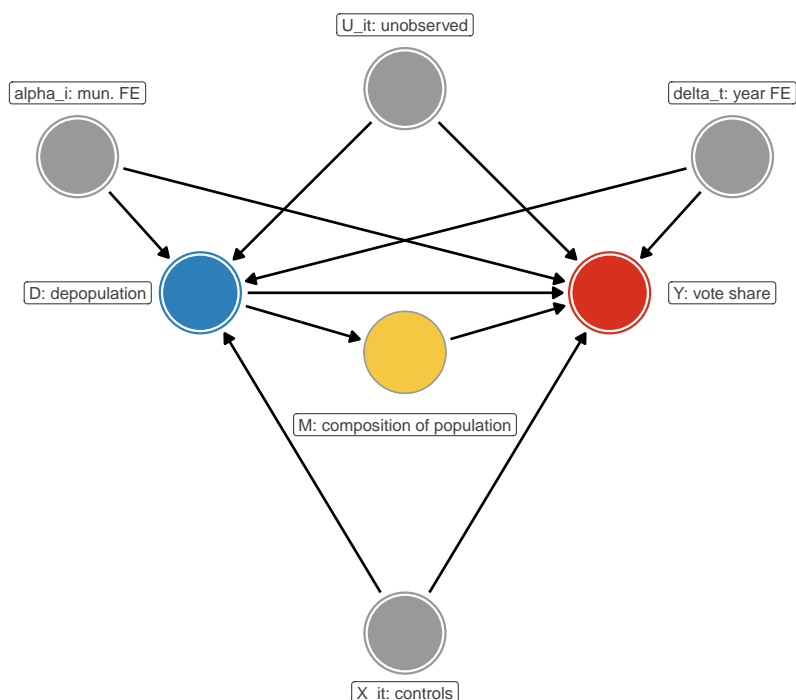 U_it: unobserved
alpha_i: mun. FE
delta_t: year FE
D: depopulation
Y: vote share
M: composition of population
X_it: controls